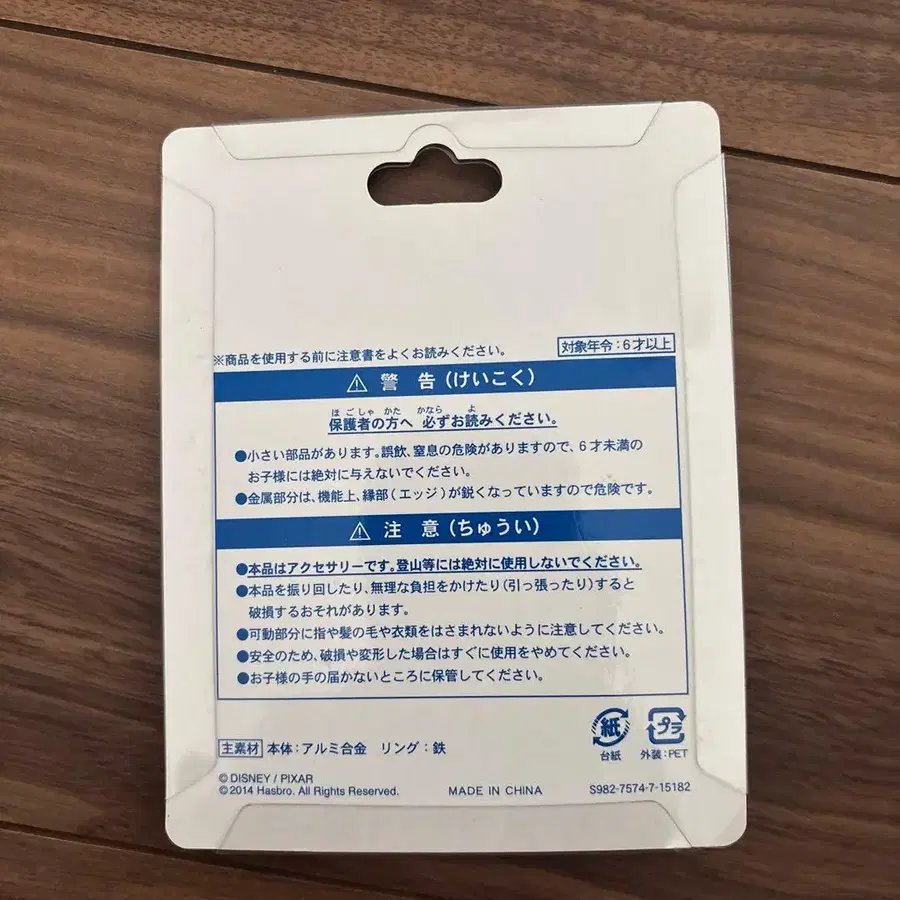 ※商品を使用する前に注意書をよくお読みください。
対象年令：6才以上
⚠ 警 告（けいこく）
ほごしゃ かた かなら よ
保護者の方へ 必ずお読みください。
●小さい部品があります。誤飲、窒息の危険がありますので、6才未満の
お子様には絶対に与えないでください。
●金属部分は、機能上、縁部（エッジ）が鋭くなっていますので危険です。
⚠ 注 意（ちゅうい）
●本品はアクセサリーです。登山等には絶対に使用しないでください。
●本品を振り回したり、無理な負担をかけたり（引っ張ったり）すると
破損するおそれがあります。
●可動部分に指や髪の毛や衣類をはさまれないように注意してください。
●安全のため、破損や変形した場合はすぐに使用をやめてください。
●お子様の手の届かないところに保管してください。
主素材 本体：アルミ合金 リング：鉄
紙
台紙
プラ
外装：PET
© DISNEY / PIXAR
© 2014 Hasbro. All Rights Reserved.
MADE IN CHINA
S982-7574-7-15182